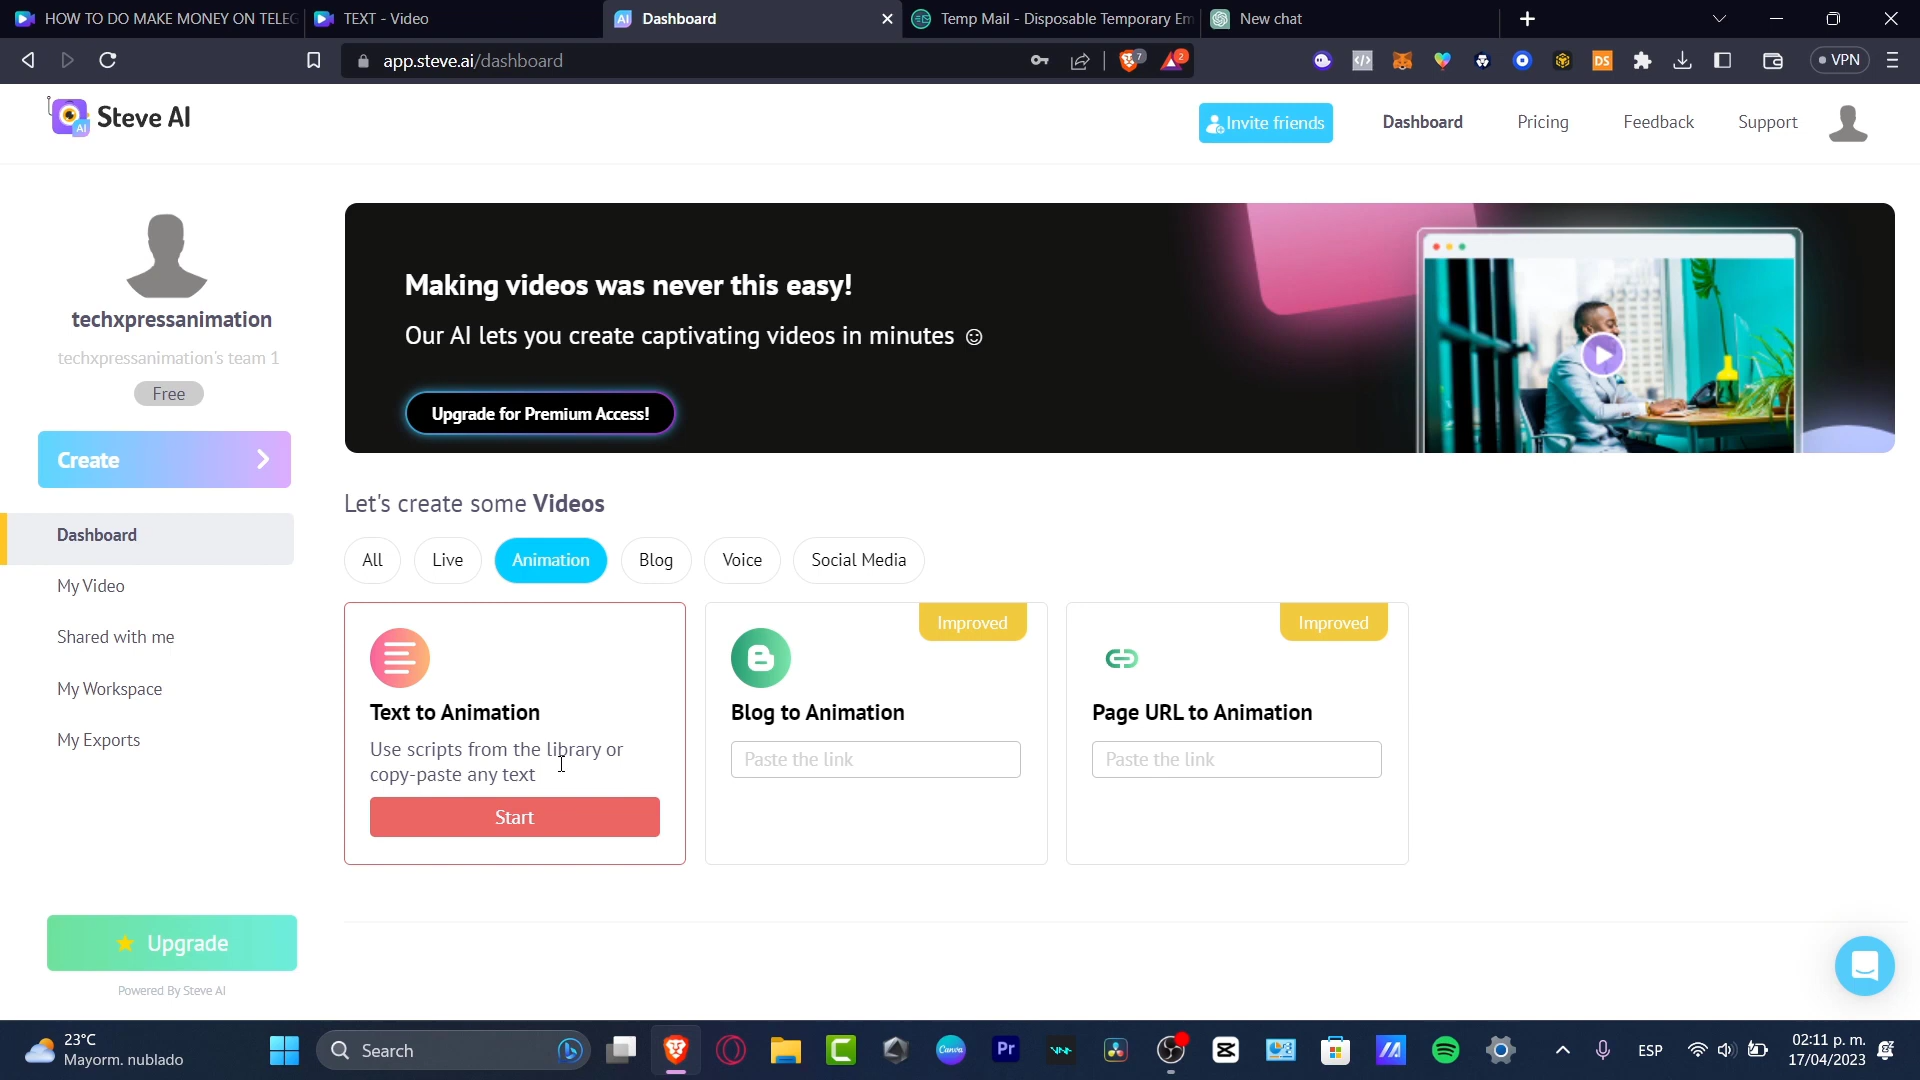 HOW TO DO MAKE MONEY ON TELEG
TEXT - Video
Dashboard
Temp Mail - Disposable Temporary Em
New chat
app.steve.ai/dashboard
7
2
DS
VPN
AI
Steve AI
Invite friends
Dashboard
Pricing
Feedback
Support
techxpressanimation
techxpressanimation's team 1
Free
Create
Dashboard
My Video
Shared with me
My Workspace
My Exports
Upgrade
Powered By Steve AI
Making videos was never this easy!
Our AI lets you create captivating videos in minutes
Upgrade for Premium Access!
Let's create some Videos
All
Live
Animation
Blog
Voice
Social Media
Text to Animation
Use scripts from the library or
copy-paste any text
Start
Improved
Blog to Animation
Paste the link
Improved
Page URL to Animation
Paste the link
23°C
Mayorm. nublado
Search
Canva
Pr
ESP
02:11 p. m.
17/04/2023